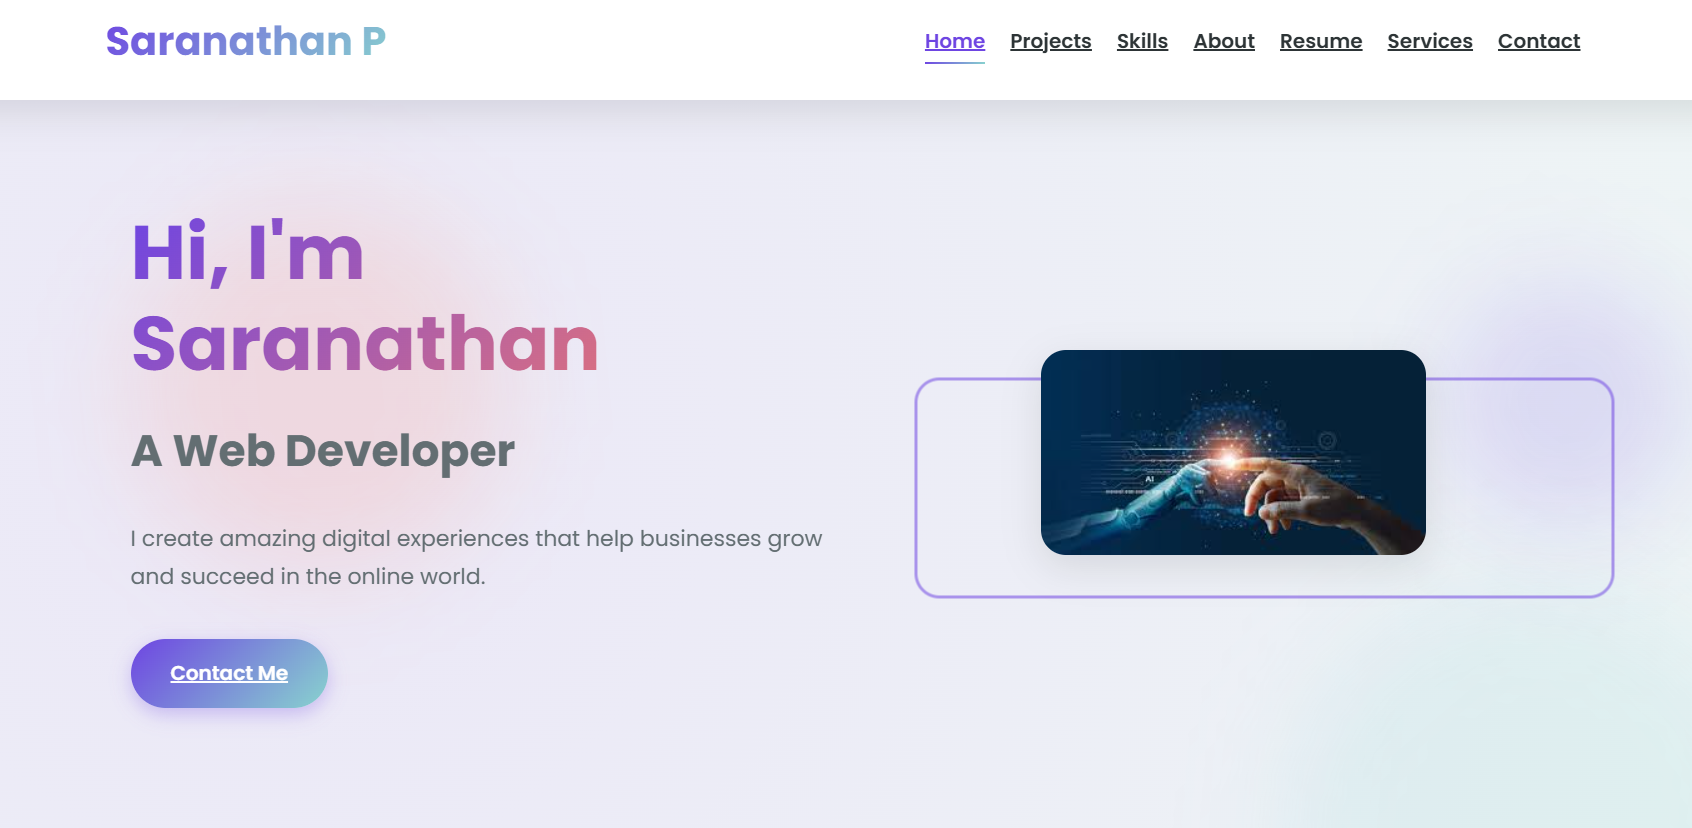 Saranathan P
Home Projects Skills About Resume Services Contact
Hi, I'm
Saranathan
A Web Developer
I create amazing digital experiences that help businesses grow
and succeed in the online world.
Contact Me
AI